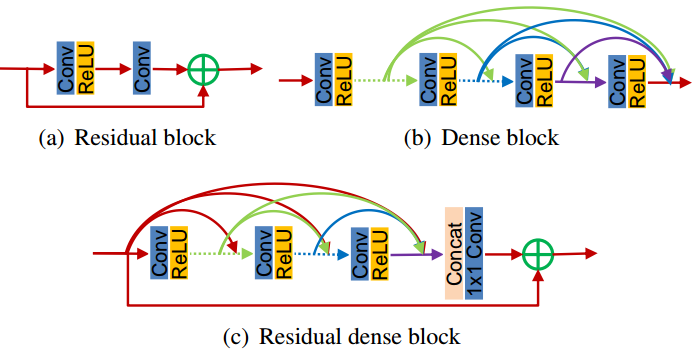 Conv
ReLU
Conv
(a) Residual block
Conv
ReLU
Conv
ReLU
Conv
ReLU
Conv
ReLU
(b) Dense block
Conv
ReLU
Conv
ReLU
Conv
ReLU
Concat
1x1 Conv
(c) Residual dense block